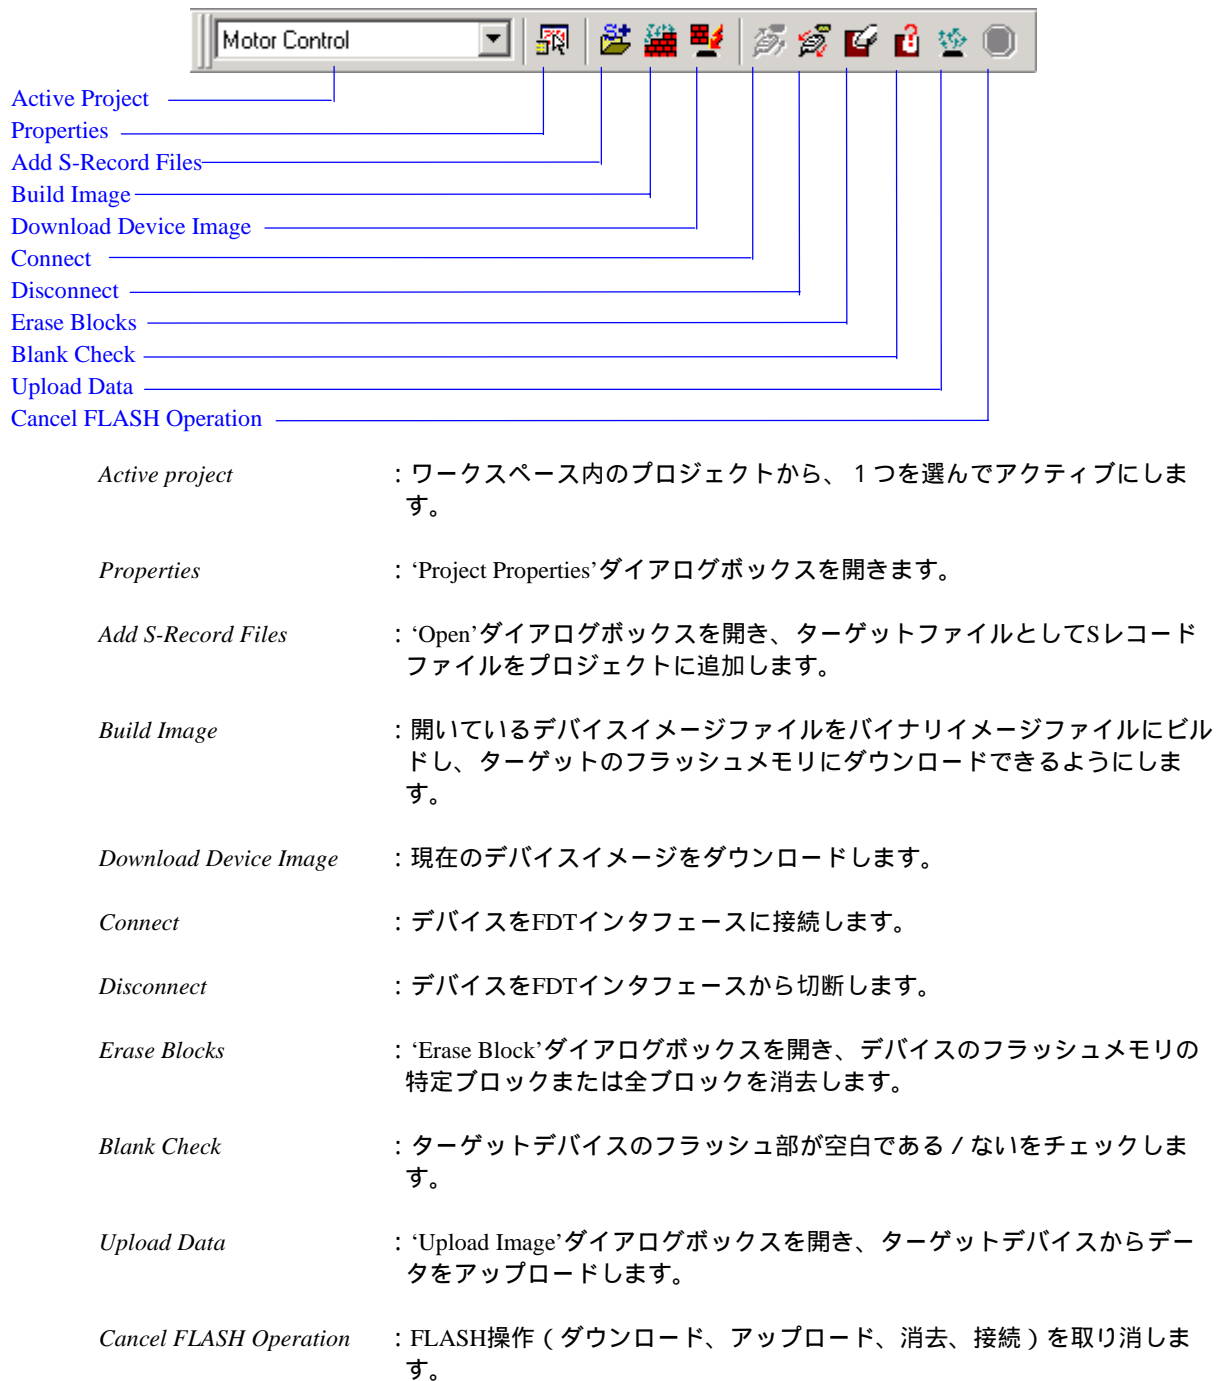 Motor Control
Active Project
Properties
Add S-Record Files
Build Image
Download Device Image
Connect
Disconnect
Erase Blocks
Blank Check
Upload Data
Cancel FLASH Operation
Active project : ワークスペース内のプロジェクトから、１つを選んでアクティブにしま
す。
Properties : ‘Project Properties’ダイアログボックスを開きます。
Add S-Record Files : ‘Open’ダイアログボックスを開き、ターゲットファイルとしてSレコード
ファイルをプロジェクトに追加します。
Build Image : 開いているデバイスイメージファイルをバイナリイメージファイルにビル
ドし、ターゲットのフラッシュメモリにダウンロードできるようにしま
す。
Download Device Image : 現在のデバイスイメージをダウンロードします。
Connect : デバイスをFDTインタフェースに接続します。
Disconnect : デバイスをFDTインタフェースから切断します。
Erase Blocks : ‘Erase Block’ダイアログボックスを開き、デバイスのフラッシュメモリの
特定ブロックまたは全ブロックを消去します。
Blank Check : ターゲットデバイスのフラッシュ部が空白である／ないをチェックしま
す。
Upload Data : ‘Upload Image’ダイアログボックスを開き、ターゲットデバイスからデー
タをアップロードします。
Cancel FLASH Operation : FLASH操作（ダウンロード、アップロード、消去、接続）を取り消しま
す。